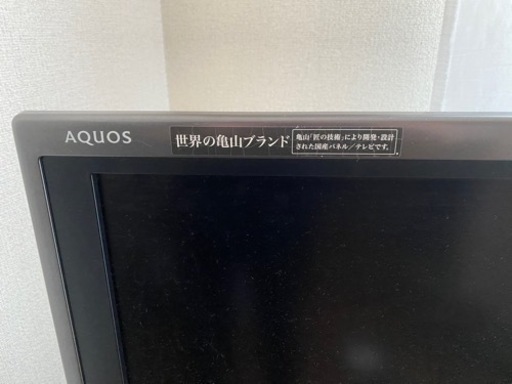 AQUOS
世界の亀山ブランド
亀山「匠の技術」により開発・設計
された国産パネル／テレビです。